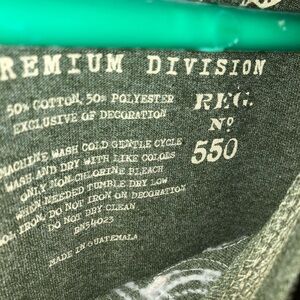 REMIUM DIVISION
50% COTTON, 50% POLYESTER
EXCLUSIVE OF DECORATION
REG.
Nº
550
MACHINE WASH COLD GENTLE CYCLE
WASH AND DRY WITH LIKE COLORS
ONLY NON-CHLORINE BLEACH
WHEN NEEDED TUMBLE DRY LOW
IRON, DO NOT IRON ON DECORATION
DO NOT DRY CLEAN
RN54023
MADE IN GUATEMALA